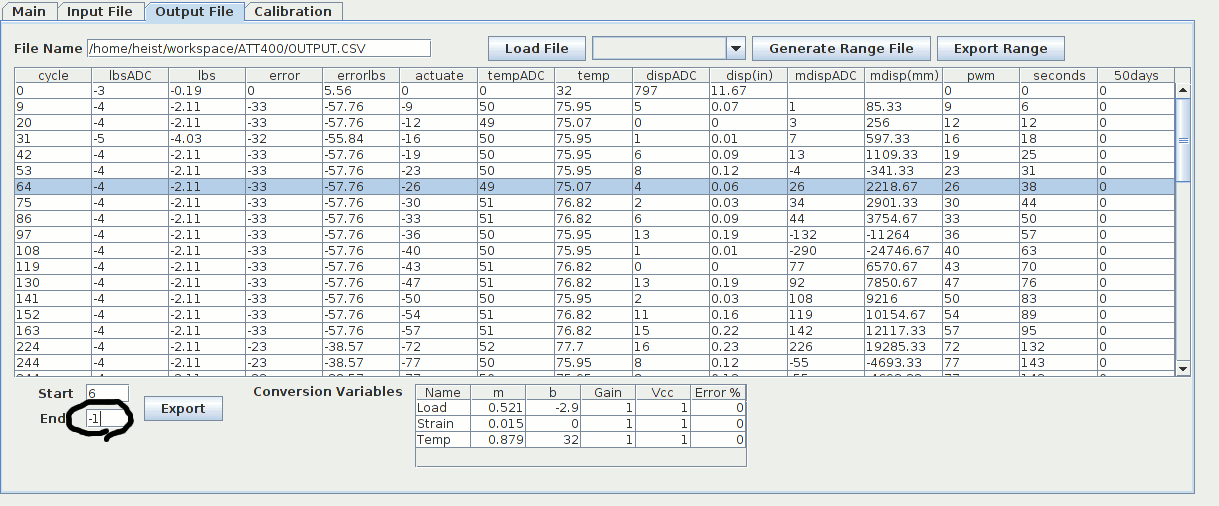 Main Input File Output File Calibration
File Name /home/heist/workspace/ATT400/OUTPUT.CSV Load File Generate Range File Export Range
cycle lbsADC lbs error errorlbs actuate tempADC temp dispADC disp(in) mdispADC mdisp(mm) pwm seconds 50days
0 -3 -0.19 0 5.56 0 0 32 797 11.67 0 0 0
9 -4 -2.11 -33 -57.76 -9 50 75.95 5 0.07 1 85.33 9 6 0
20 -4 -2.11 -33 -57.76 -12 49 75.07 0 0 3 256 12 12 0
31 -5 -4.03 -32 -55.84 -16 50 75.95 1 0.01 7 597.33 16 18 0
42 -4 -2.11 -33 -57.76 -19 50 75.95 6 0.09 13 1109.33 19 25 0
53 -4 -2.11 -33 -57.76 -23 50 75.95 8 0.12 -4 -341.33 23 31 0
64 -4 -2.11 -33 -57.76 -26 49 75.07 4 0.06 26 2218.67 26 38 0
75 -4 -2.11 -33 -57.76 -30 51 76.82 2 0.03 34 2901.33 30 44 0
86 -4 -2.11 -33 -57.76 -33 51 76.82 6 0.09 44 3754.67 33 50 0
97 -4 -2.11 -33 -57.76 -36 50 75.95 13 0.19 -132 -11264 36 57 0
108 -4 -2.11 -33 -57.76 -40 50 75.95 1 0.01 -290 -24746.67 40 63 0
119 -4 -2.11 -33 -57.76 -43 51 76.82 0 0 77 6570.67 43 70 0
130 -4 -2.11 -33 -57.76 -47 51 76.82 13 0.19 92 7850.67 47 76 0
141 -4 -2.11 -33 -57.76 -50 50 75.95 2 0.03 108 9216 50 83 0
152 -4 -2.11 -33 -57.76 -54 51 76.82 11 0.16 119 10154.67 54 89 0
163 -4 -2.11 -33 -57.76 -57 51 76.82 15 0.22 142 12117.33 57 95 0
224 -4 -2.11 -23 -38.57 -72 52 77.7 16 0.23 226 19285.33 72 132 0
244 -4 -2.11 -23 -38.57 -77 50 75.95 8 0.12 -55 -4693.33 77 143 0
Start 6 Conversion Variables Name m b Gain Vcc Error %
End -1 Export Load 0.521 -2.9 1 1 0
Strain 0.015 0 1 1 0
Temp 0.879 32 1 1 0